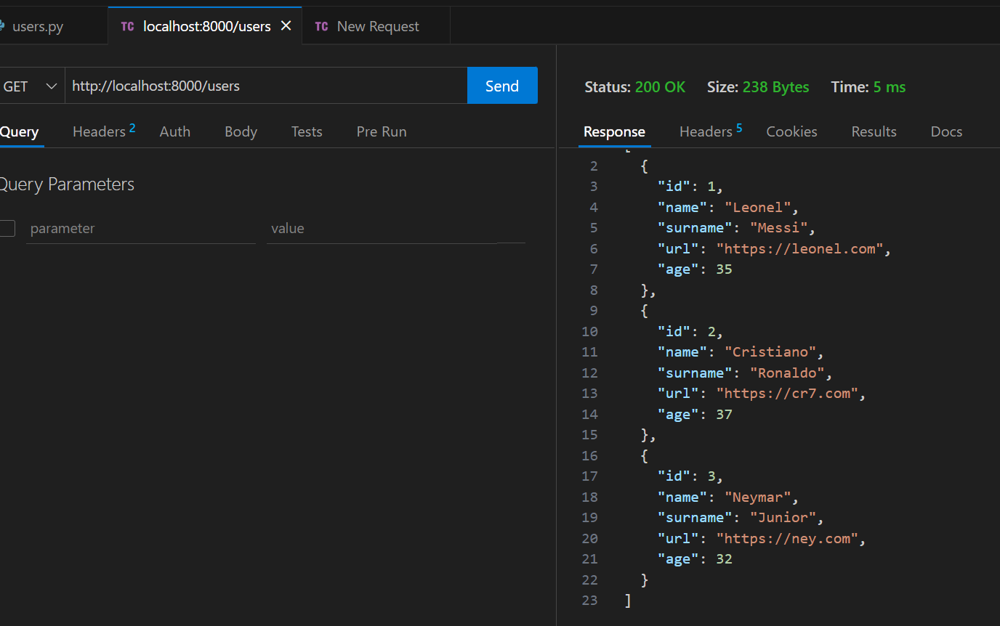 users.py
TC localhost:8000/users
TC New Request
GET http://localhost:8000/users Send
Query Headers 2 Auth Body Tests Pre Run
Query Parameters
parameter value
Status: 200 OK Size: 238 Bytes Time: 5 ms
Response Headers 5 Cookies Results Docs
[
2 {
3 "id": 1,
4 "name": "Leonel",
5 "surname": "Messi",
6 "url": "https://leonel.com",
7 "age": 35
8 },
9 {
10 "id": 2,
11 "name": "Cristiano",
12 "surname": "Ronaldo",
13 "url": "https://cr7.com",
14 "age": 37
15 },
16 {
17 "id": 3,
18 "name": "Neymar",
19 "surname": "Junior",
20 "url": "https://ney.com",
21 "age": 32
22 }
23 ]